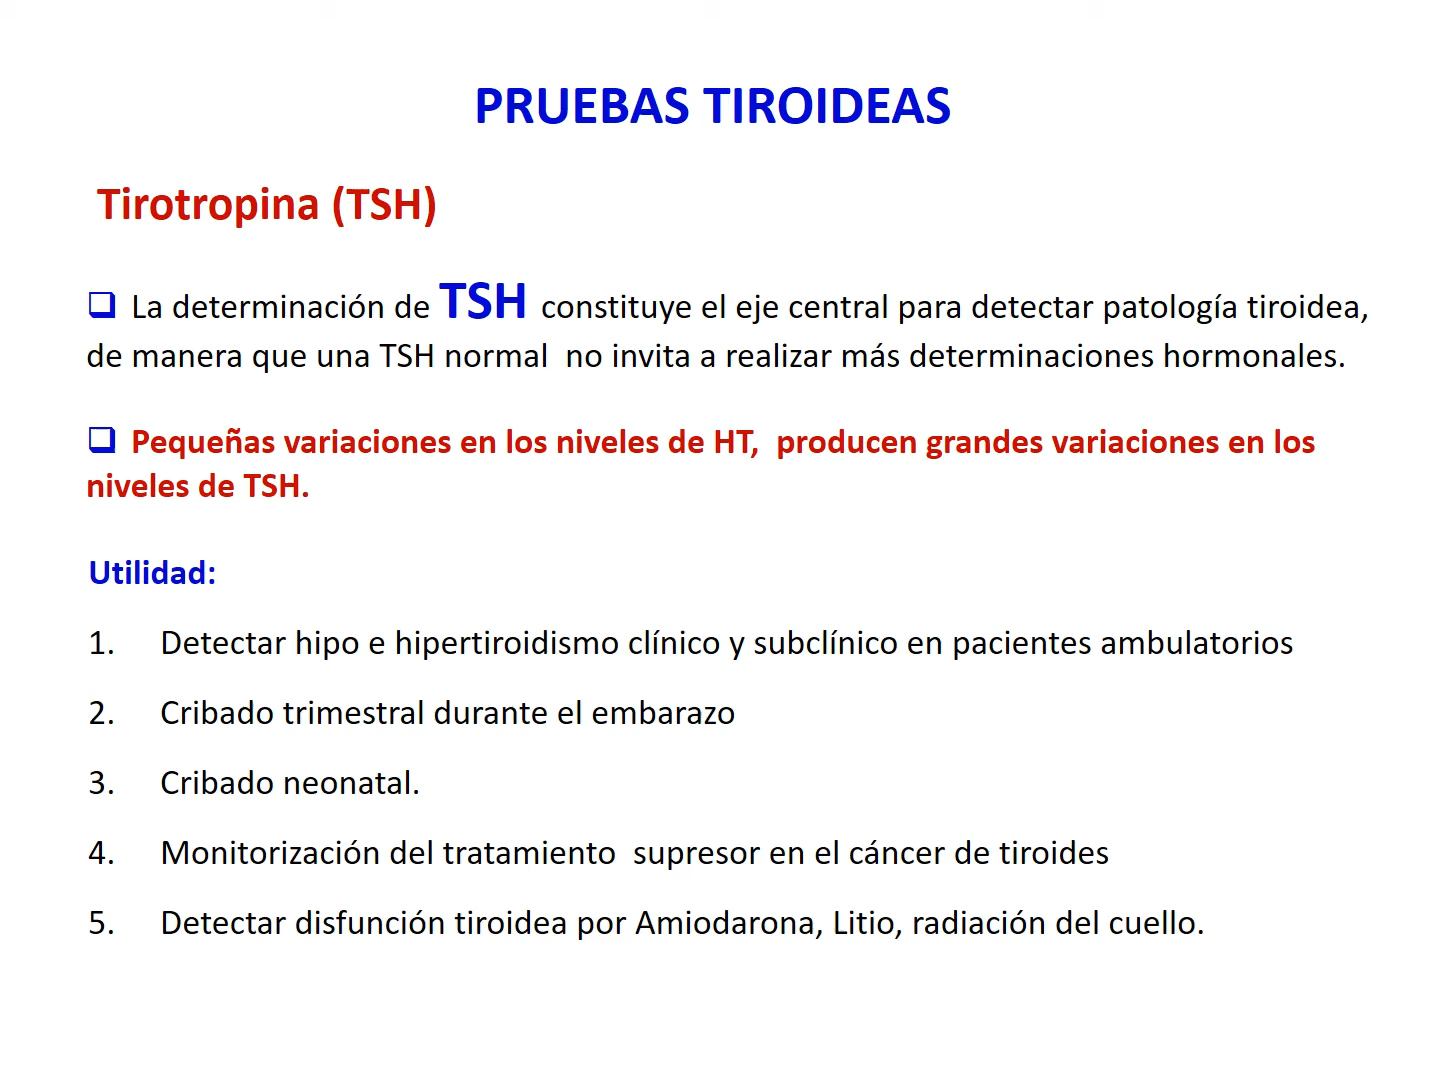 PRUEBAS TIROIDEAS
Tirotropina (TSH)
❑ La determinación de TSH constituye el eje central para detectar patología tiroidea,
de manera que una TSH normal no invita a realizar más determinaciones hormonales.
❑ Pequeñas variaciones en los niveles de HT, producen grandes variaciones en los
niveles de TSH.
Utilidad:
1. Detectar hipo e hipertiroidismo clínico y subclínico en pacientes ambulatorios
2. Cribado trimestral durante el embarazo
3. Cribado neonatal.
4. Monitorización del tratamiento supresor en el cáncer de tiroides
5. Detectar disfunción tiroidea por Amiodarona, Litio, radiación del cuello.